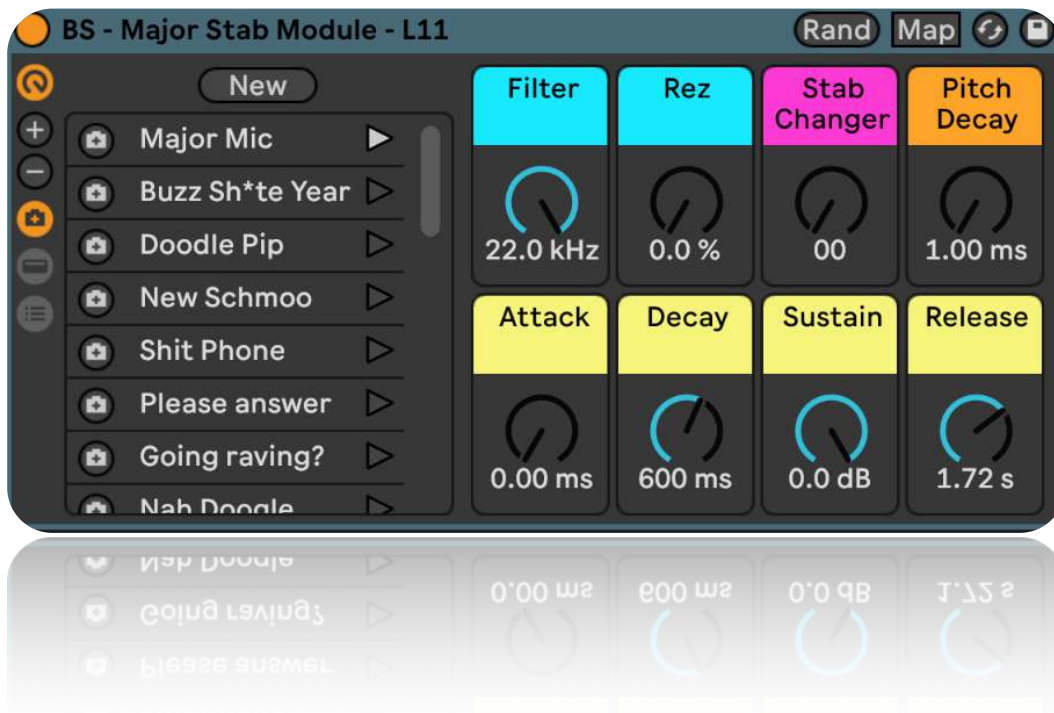 BS - Major Stab Module - L11
Rand
Map
New
Major Mic
Buzz Sh*te Year
Doodle Pip
New Schmoo
Shit Phone
Please answer
Going raving?
Nah Doogle
Filter
Rez
Stab
Changer
Pitch
Decay
22.0 kHz
0.0 %
00
1.00 ms
Attack
Decay
Sustain
Release
0.00 ms
600 ms
0.0 dB
1.72 s